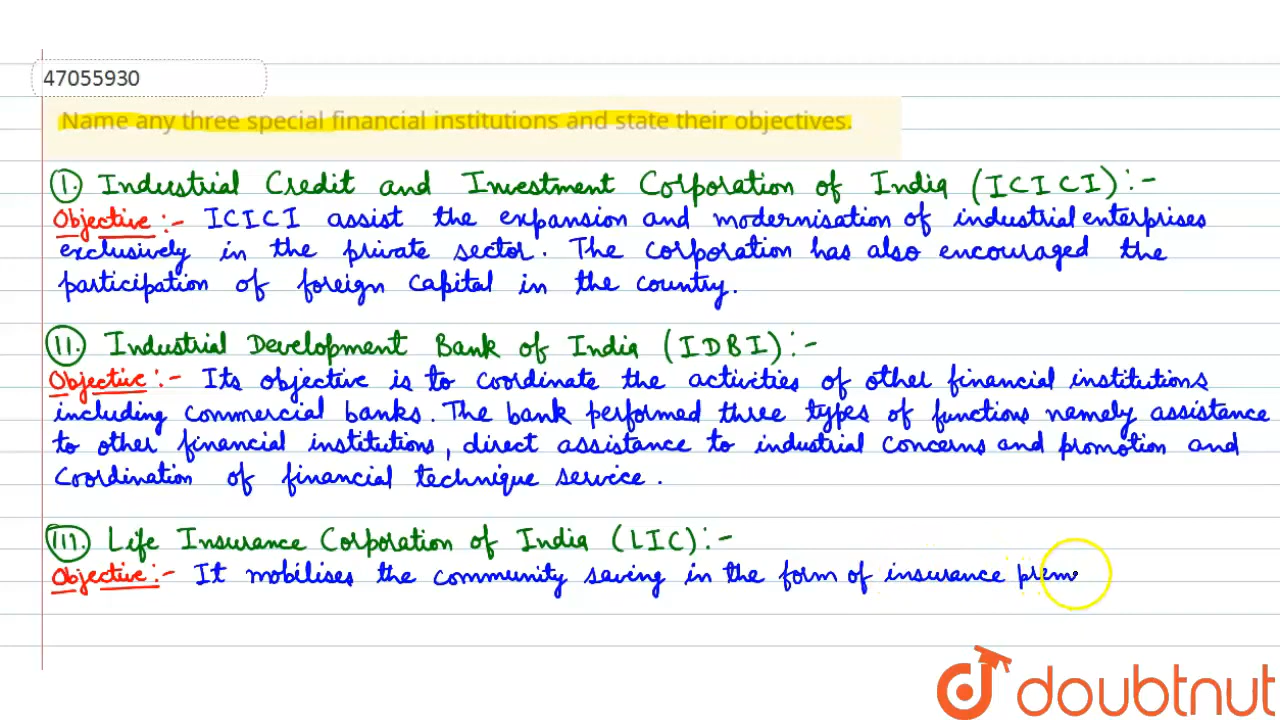 47055930
Name any three special financial institutions and state their objectives.
I. Industrial Credit and Investment Corporation of India (ICICI):-
Objective:- ICICI assist the expansion and modernisation of industrial enterprises
exclusively in the private sector. The corporation has also encouraged the
participation of foreign capital in the country.
II. Industrial Development Bank of India (IDBI):-
Objective:- Its objective is to coordinate the activities of other financial institutions
including commercial banks. The bank performed three types of functions namely assistance
to other financial institutions, direct assistance to industrial concerns and promotion and
coordination of financial technique service.
III. Life Insurance Corporation of India (LIC):-
Objective:- It mobilises the community saving in the form of insurance prem
doubtnut